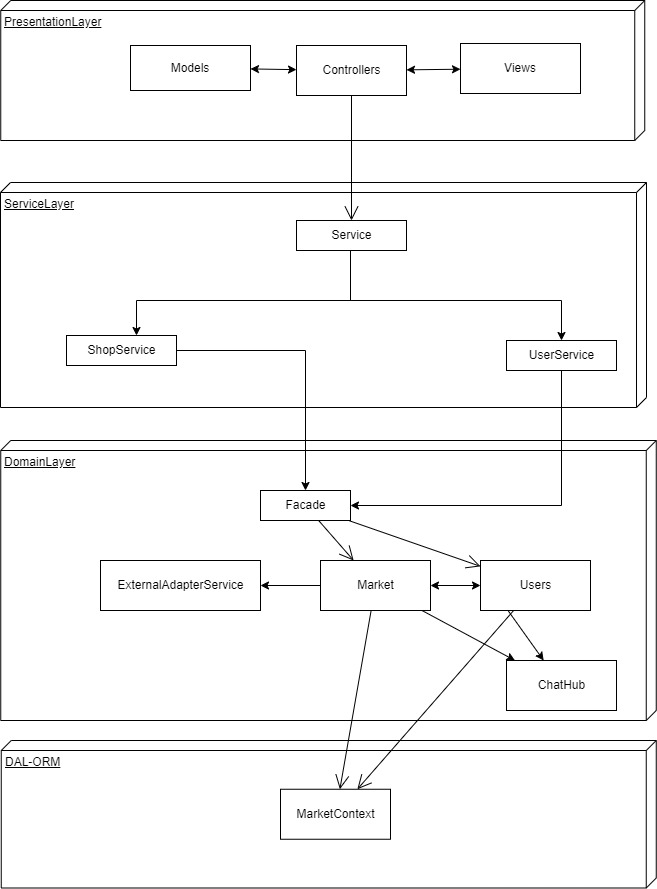 PresentationLayer
Models
Controllers
Views
ServiceLayer
Service
ShopService
UserService
DomainLayer
Facade
ExternalAdapterService
Market
Users
ChatHub
DAL-ORM
MarketContext